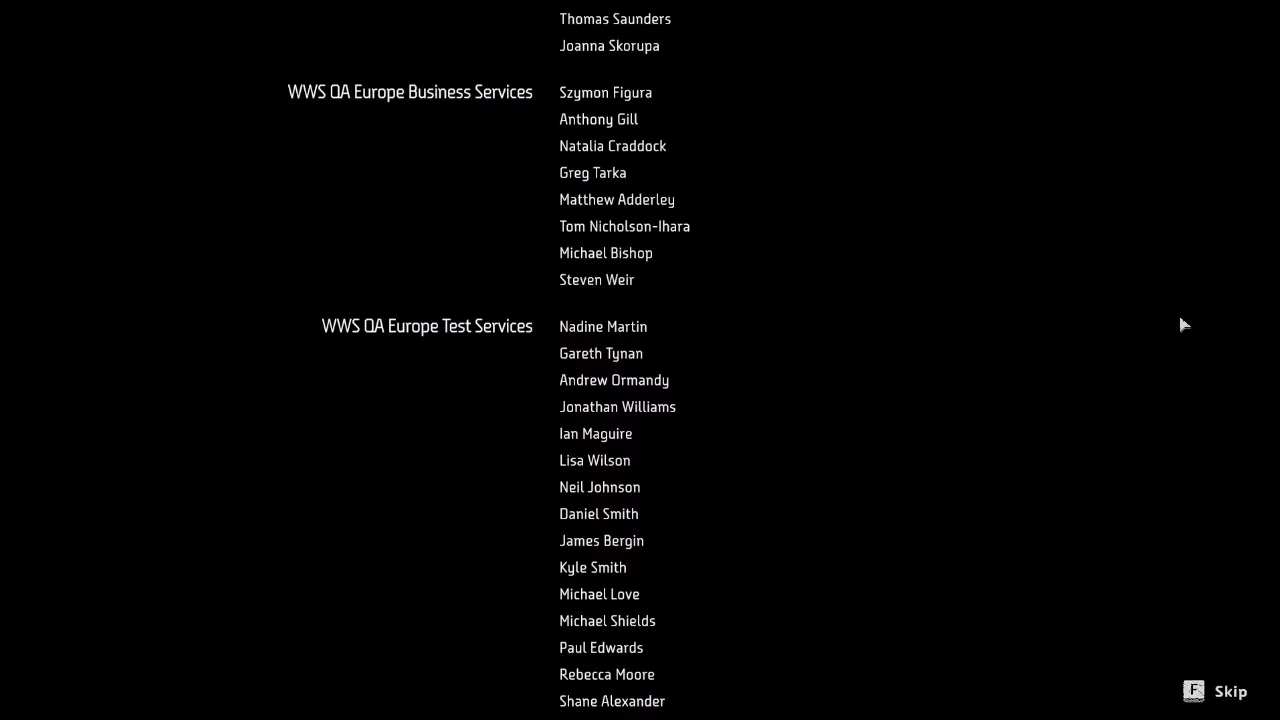 Thomas Saunders
Joanna Skorupa
WWS QA Europe Business Services Szymon Figura
Anthony Gill
Natalia Craddock
Greg Tarka
Matthew Adderley
Tom Nicholson-Ihara
Michael Bishop
Steven Weir
WWS QA Europe Test Services Nadine Martin
Gareth Tynan
Andrew Ormandy
Jonathan Williams
Ian Maguire
Lisa Wilson
Neil Johnson
Daniel Smith
James Bergin
Kyle Smith
Michael Love
Michael Shields
Paul Edwards
Rebecca Moore
Shane Alexander
F Skip